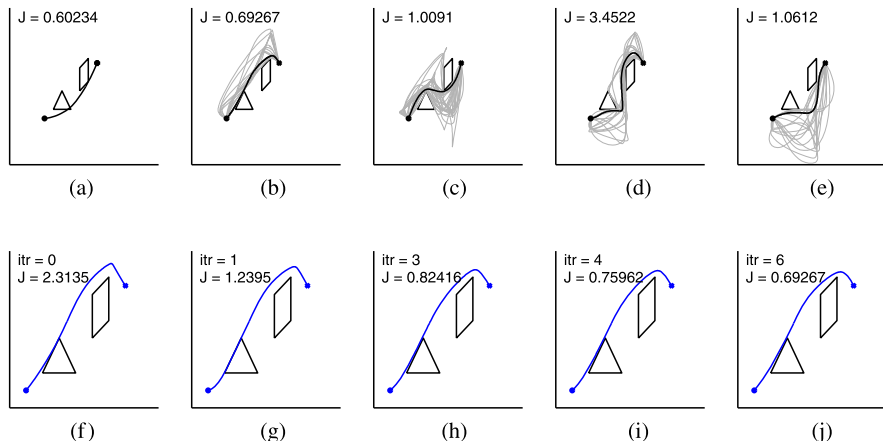 J = 0.60234
J = 0.69267
J = 1.0091
J = 3.4522
J = 1.0612
(a)
(b)
(c)
(d)
(e)
itr = 0
J = 2.3135
itr = 1
J = 1.2395
itr = 3
J = 0.82416
itr = 4
J = 0.75962
itr = 6
J = 0.69267
(f)
(g)
(h)
(i)
(j)